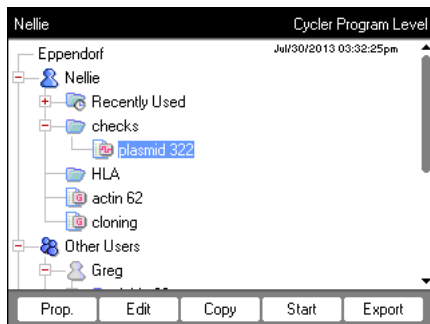 Nellie Cycler Program Level
Eppendorf Jul/30/2013 03:32:25pm
Nellie
Recently Used
checks
plasmid 322
HLA
actin 62
cloning
Other Users
Greg
Prop. Edit Copy Start Export